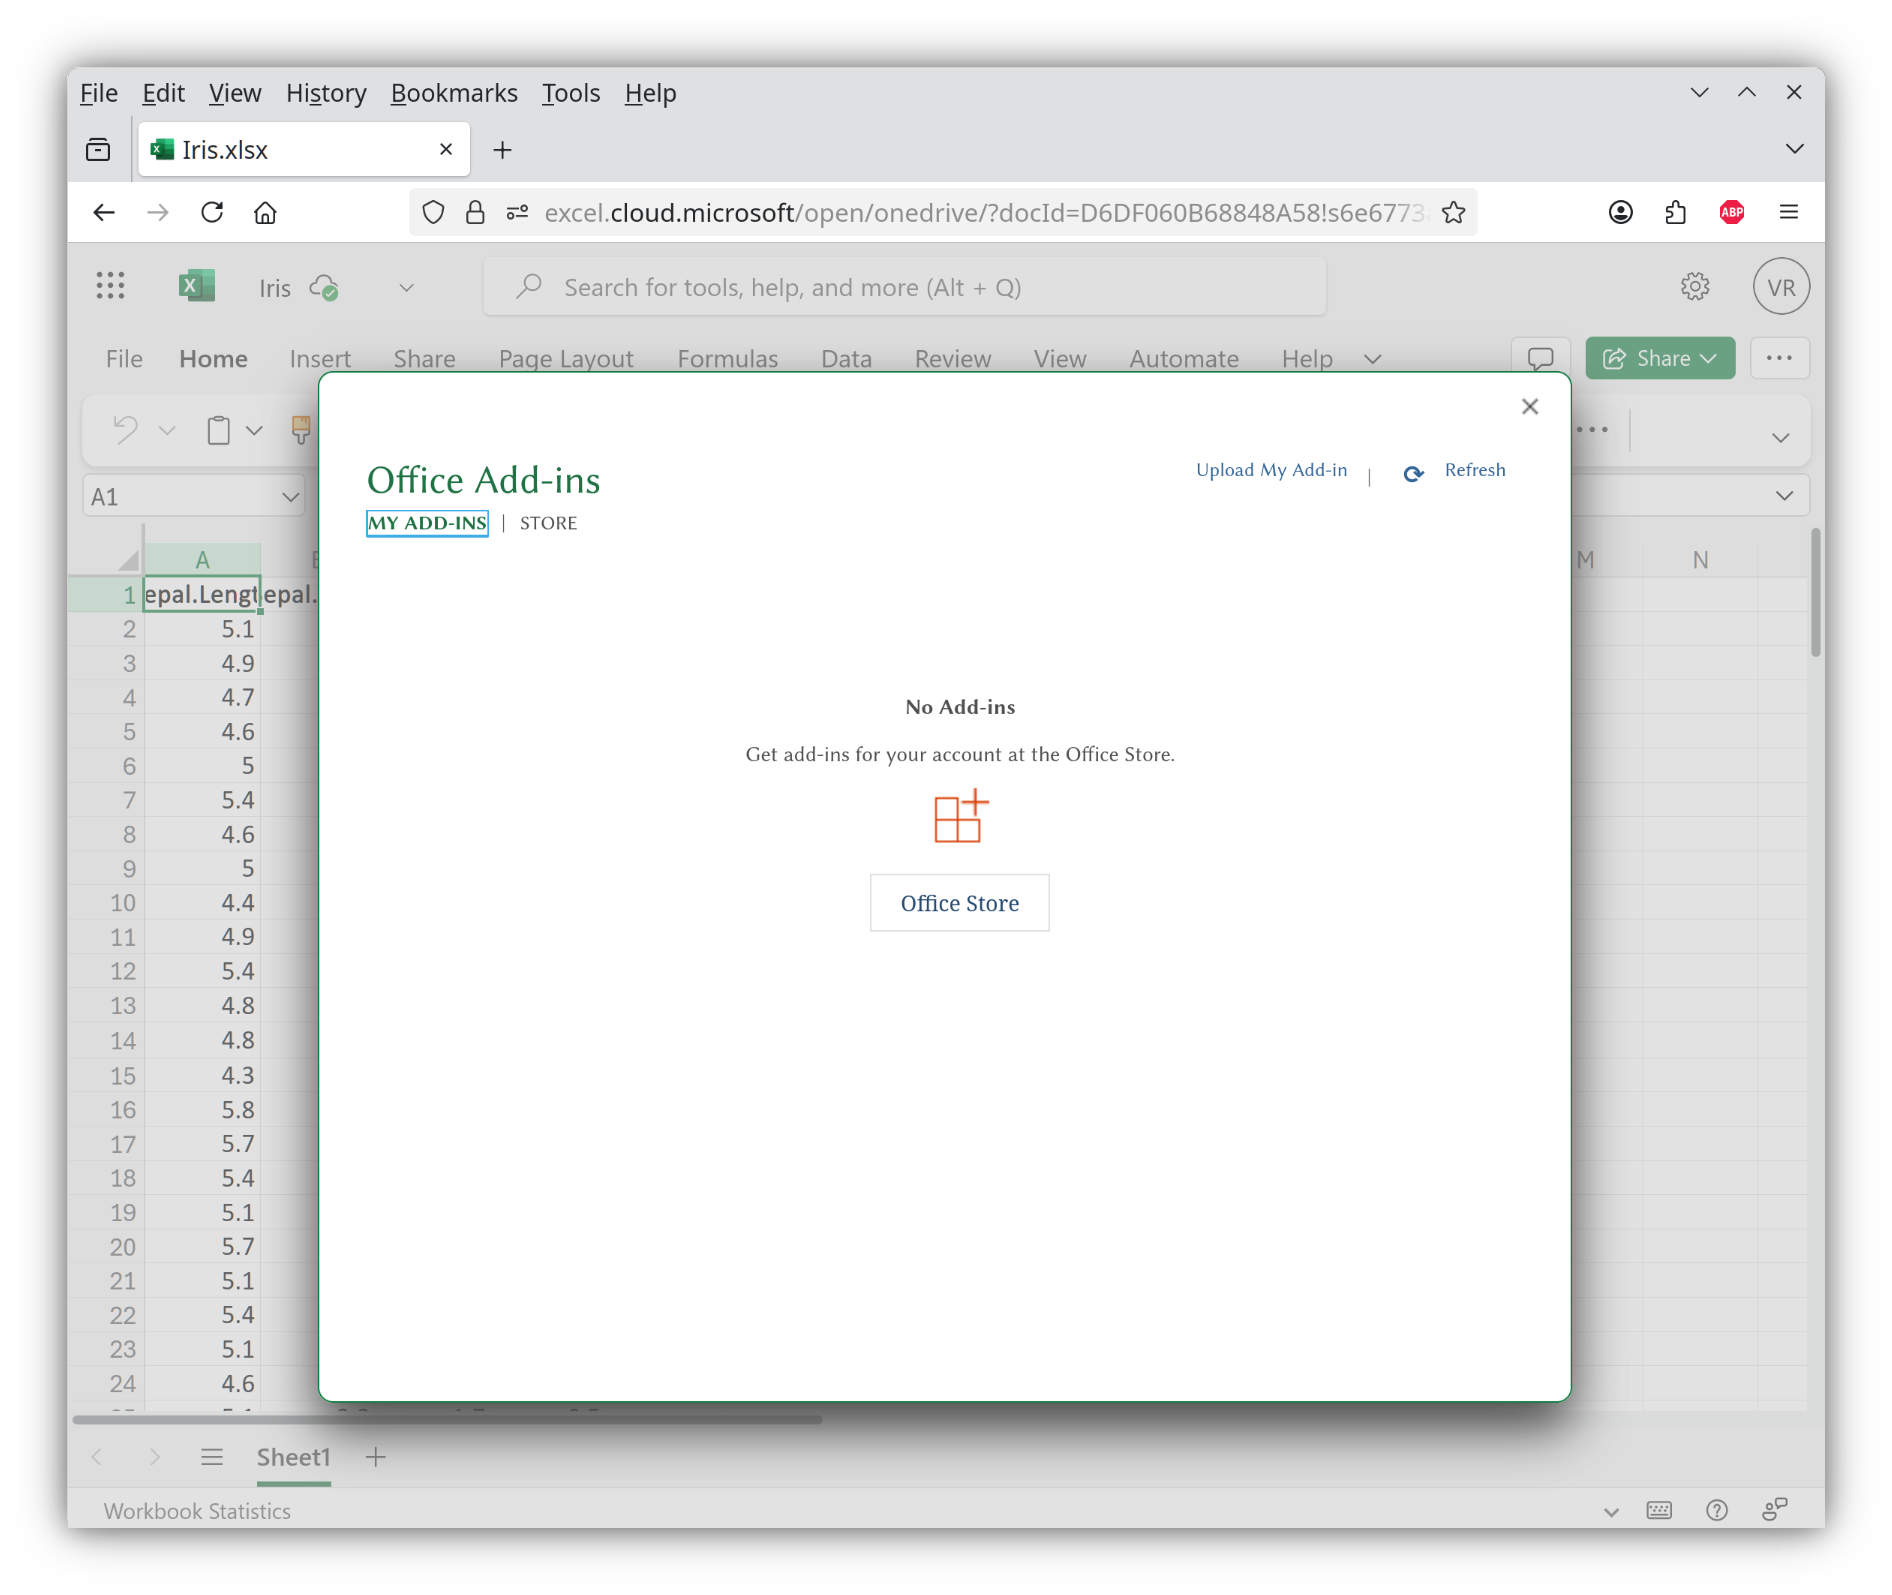 File Edit View History Bookmarks Tools Help
Iris.xlsx
excel.cloud.microsoft/open/onedrive/?docId=D6DF060B68848A58!s6e6773
ABP
Iris
Search for tools, help, and more (Alt + Q)
VR
File Home Insert Share Page Layout Formulas Data Review View Automate Help
Share
A1
Office Add-ins
Upload My Add-in | Refresh
MY ADD-INS | STORE
A M N
1 epal.Lengt epal.
2 5.1
3 4.9
4 4.7
5 4.6
6 5
7 5.4
8 4.6
9 5
10 4.4
11 4.9
12 5.4
13 4.8
14 4.8
15 4.3
16 5.8
17 5.7
18 5.4
19 5.1
20 5.7
21 5.1
22 5.4
23 5.1
24 4.6
No Add-ins
Get add-ins for your account at the Office Store.
Office Store
Sheet1
Workbook Statistics